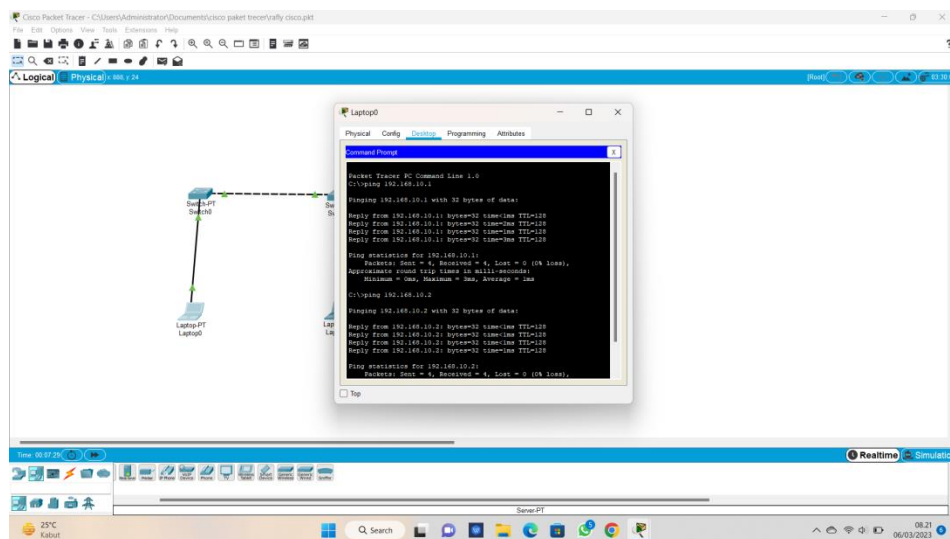 Cisco Packet Tracer - C:\Users\Administrator\Documents\cisco paket trecer\rafly cisco.pkt
File Edit Options View Tools Extensions Help
Logical Physical x: 868, y: 24
[Root]
Laptop0
Physical Config Desktop Programming Attributes
Command Prompt
X
Packet Tracer PC Command Line 1.0
C:\>ping 192.168.10.1
Pinging 192.168.10.1 with 32 bytes of data:
Reply from 192.168.10.1: bytes=32 time<1ms TTL=128
Reply from 192.168.10.1: bytes=32 time=2ms TTL=128
Reply from 192.168.10.1: bytes=32 time=1ms TTL=128
Reply from 192.168.10.1: bytes=32 time=3ms TTL=128
Ping statistics for 192.168.10.1:
Packets: Sent = 4, Received = 4, Lost = 0 (0% loss),
Approximate round trip times in milli-seconds:
Minimum = 0ms, Maximum = 3ms, Average = 1ms
C:\>ping 192.168.10.2
Pinging 192.168.10.2 with 32 bytes of data:
Reply from 192.168.10.2: bytes=32 time<1ms TTL=128
Reply from 192.168.10.2: bytes=32 time<1ms TTL=128
Reply from 192.168.10.2: bytes=32 time<1ms TTL=128
Reply from 192.168.10.2: bytes=32 time=1ms TTL=128
Ping statistics for 192.168.10.2:
Packets: Sent = 4, Received = 4, Lost = 0 (0% loss),
Top
Switch-PT
Switch0
Laptop-PT
Laptop0
Time: 00:07:29
Realtime Simulatio
Server-PT
25°C
Kabut
Search
08.21
06/03/2023